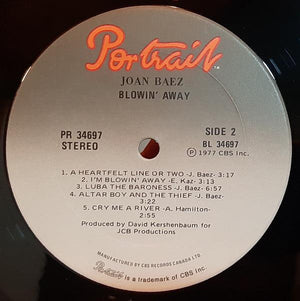 Portrait
JOAN BAEZ
BLOWIN' AWAY
PR 34697
STEREO
SIDE 2
BL 34697
℗ 1977 CBS Inc.
1. A HEARTFELT LINE OR TWO -J. Baez- 3:17
2. I'M BLOWIN' AWAY -E. Kaz- 3:15
3. LUBA THE BARONESS -J. Baez- 6:57
4. ALTAR BOY AND THE THIEF -J. Baez-
3:22
5. CRY ME A RIVER -A. Hamilton-
2:55
Produced by David Kershenbaum for
JCB Productions
MANUFACTURED BY CBS RECORDS CANADA LTD
Portrait is a trademark of CBS Inc.